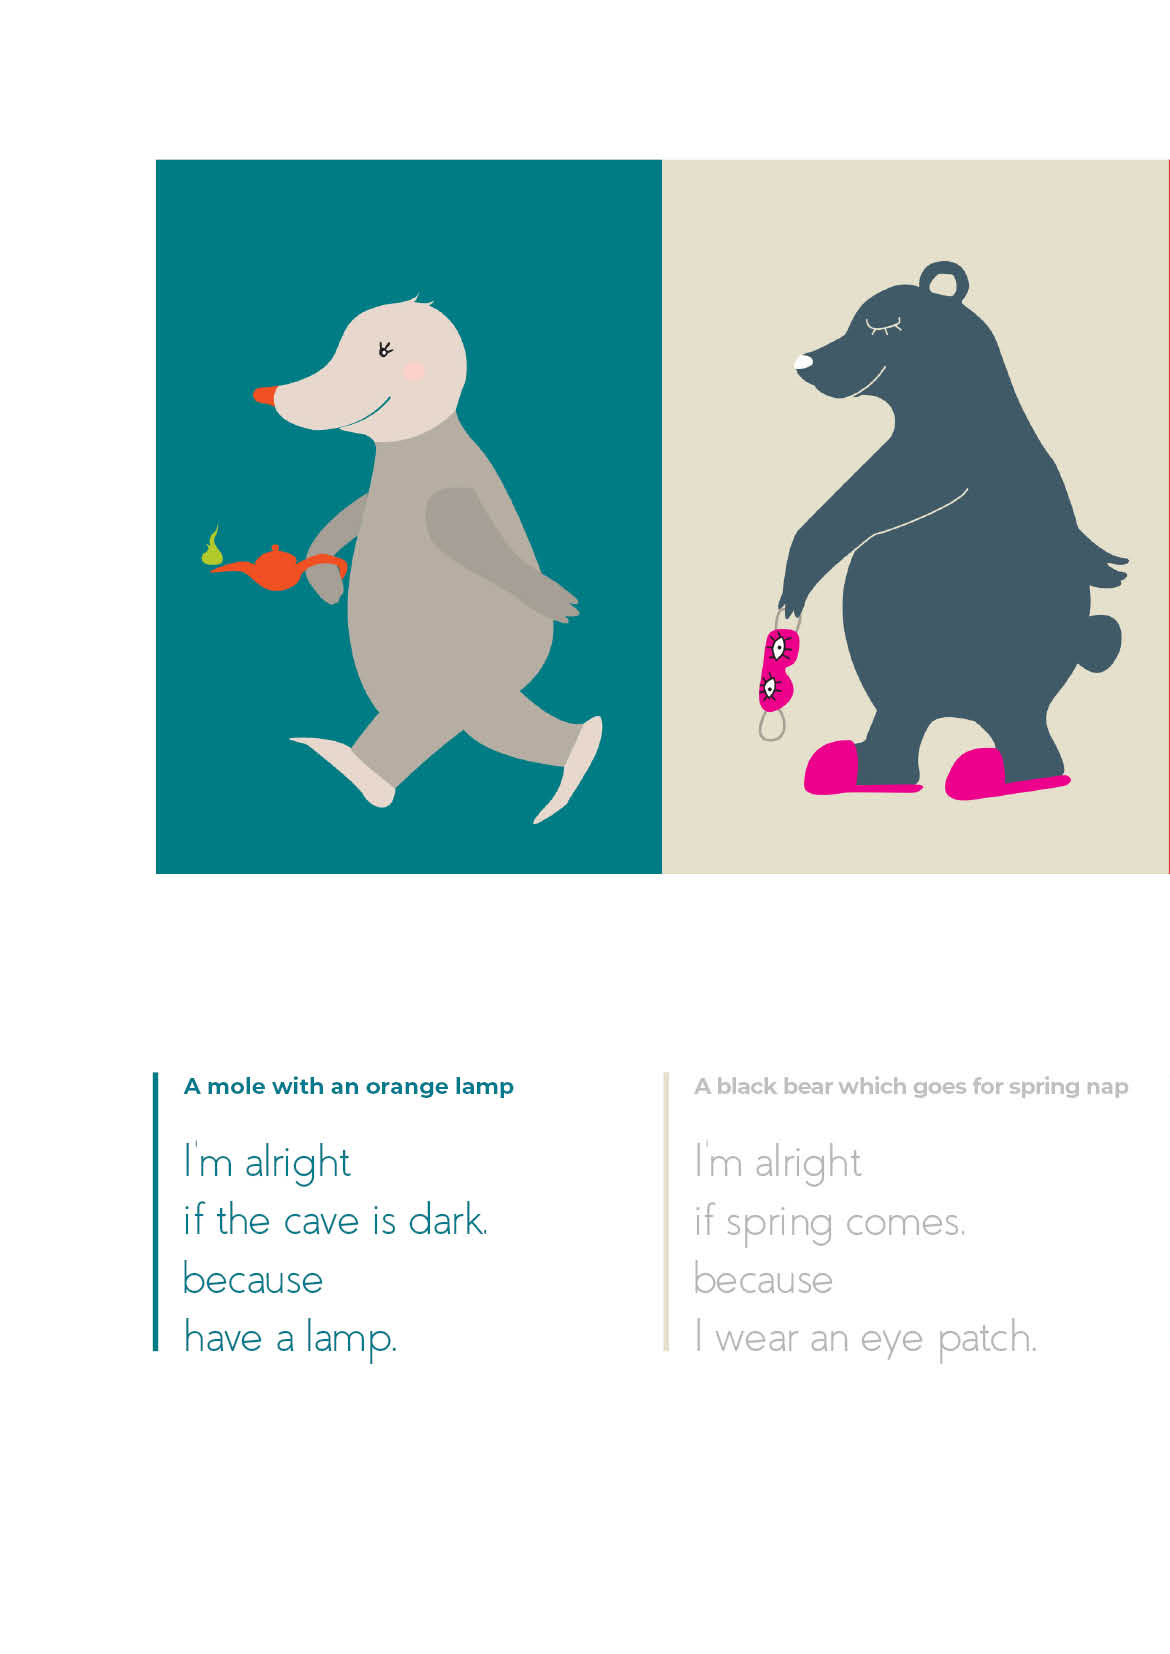 A mole with an orange lamp
I'm alright
if the cave is dark.
because
have a lamp.
A black bear which goes for spring nap
I'm alright
if spring comes.
because
I wear an eye patch.